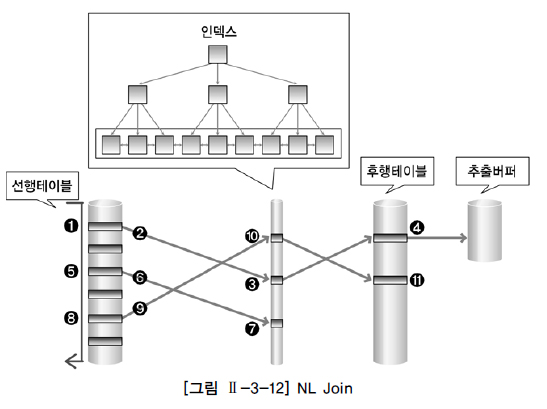 인덱스
선행테이블
후행테이블
추출버퍼
❶ ❷ ❿ ❹
❺ ❻ ❸ ⓫
❽ ❾ ❼
[그림 Ⅱ-3-12] NL Join